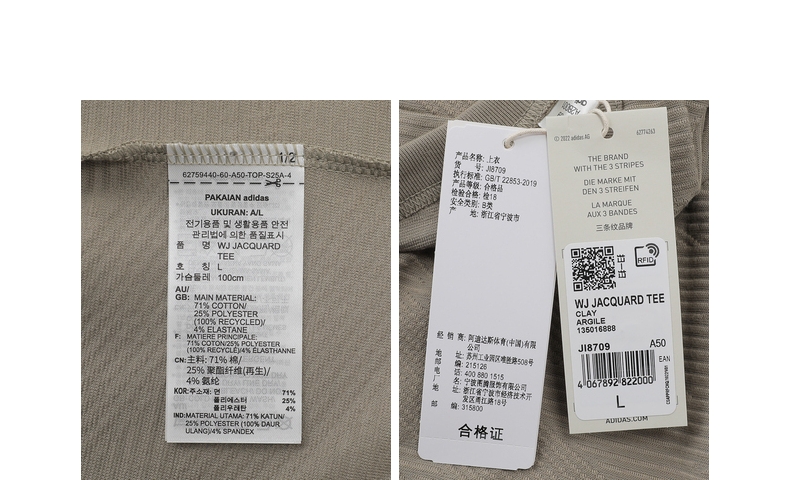 1/2
62759440-60-A50-TOP-S25A-4
PAKAIAN adidas
UKURAN: A/L
전기용품 및 생활용품 안전
관리법에 의한 품질표시
품 명 WJ JACQUARD
TEE
호 칭 L
가슴둘레 100cm
AU/
GB: MAIN MATERIAL:
71% COTTON/
25% POLYESTER
(100% RECYCLED)/
4% ELASTANE
F: MATIERE PRINCIPALE:
71% COTON/25% POLYESTER
(100% RECYCLÉ)/4% ELASTHANNE
CN: 主料: 71% 棉/
25% 聚酯纤维(再生)/
4% 氨纶
KOR:주소재: 면 71%
폴리에스터 25%
폴리우레탄 4%
IND:MATERIAL UTAMA: 71% KATUN/
25% POLYESTER (100% DAUR
ULANG)/4% SPANDEX
产品名称: 上衣
货 号: JI8709
执行标准: GB/T 22853-2019
产品等级: 合格品
检验合格: 检18
安全类别: B类
产 地: 浙江省宁波市
经 销 商: 阿迪达斯体育(中国)有限
公司
地 址: 苏州工业园区唯胜路508号
邮 编: 215126
电 话: 400 880 1515
厂 名: 宁波英腾服饰有限公司
地 址: 浙江省宁波市经济技术开
发区青红路18号
邮 编: 315800
合格证
© 2022 adidas AG
62774263
THE BRAND
WITH THE 3 STRIPES
DIE MARKE MIT
DEN 3 STREIFEN
LA MARQUE
AUX 3 BANDES
三条纹品牌
RFID
WJ JACQUARD TEE
CLAY
ARGILE
135016888
JI8709 A50
EAN
4 067892 822000
L
ADIDAS.COM